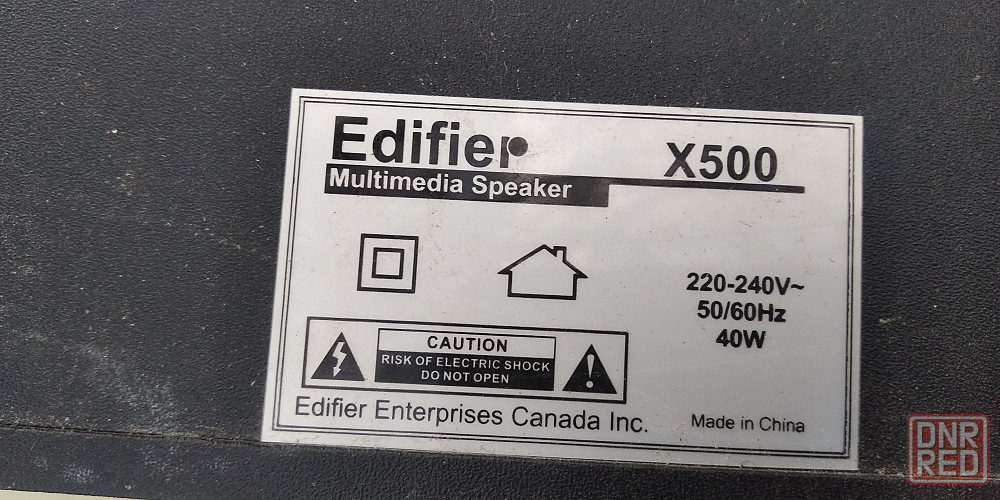 Edifier
X500
Multimedia Speaker
220-240V~
50/60Hz
40W
CAUTION
RISK OF ELECTRIC SHOCK
DO NOT OPEN
Edifier Enterprises Canada Inc.
Made in China
DNR
RED